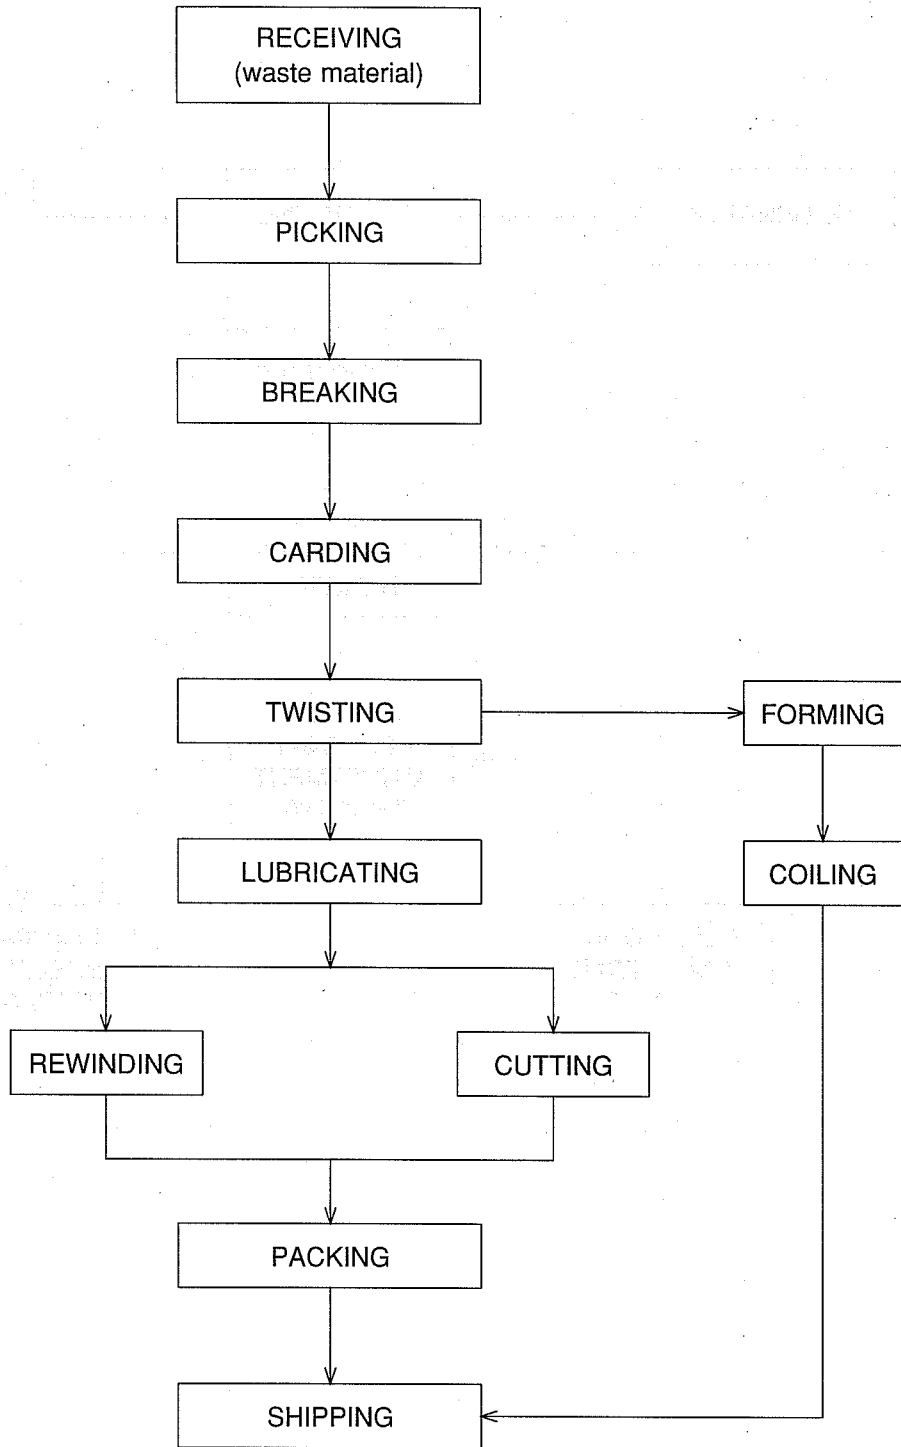 RECEIVING
(waste material)
PICKING
BREAKING
CARDING
TWISTING
FORMING
LUBRICATING
COILING
REWINDING
CUTTING
PACKING
SHIPPING